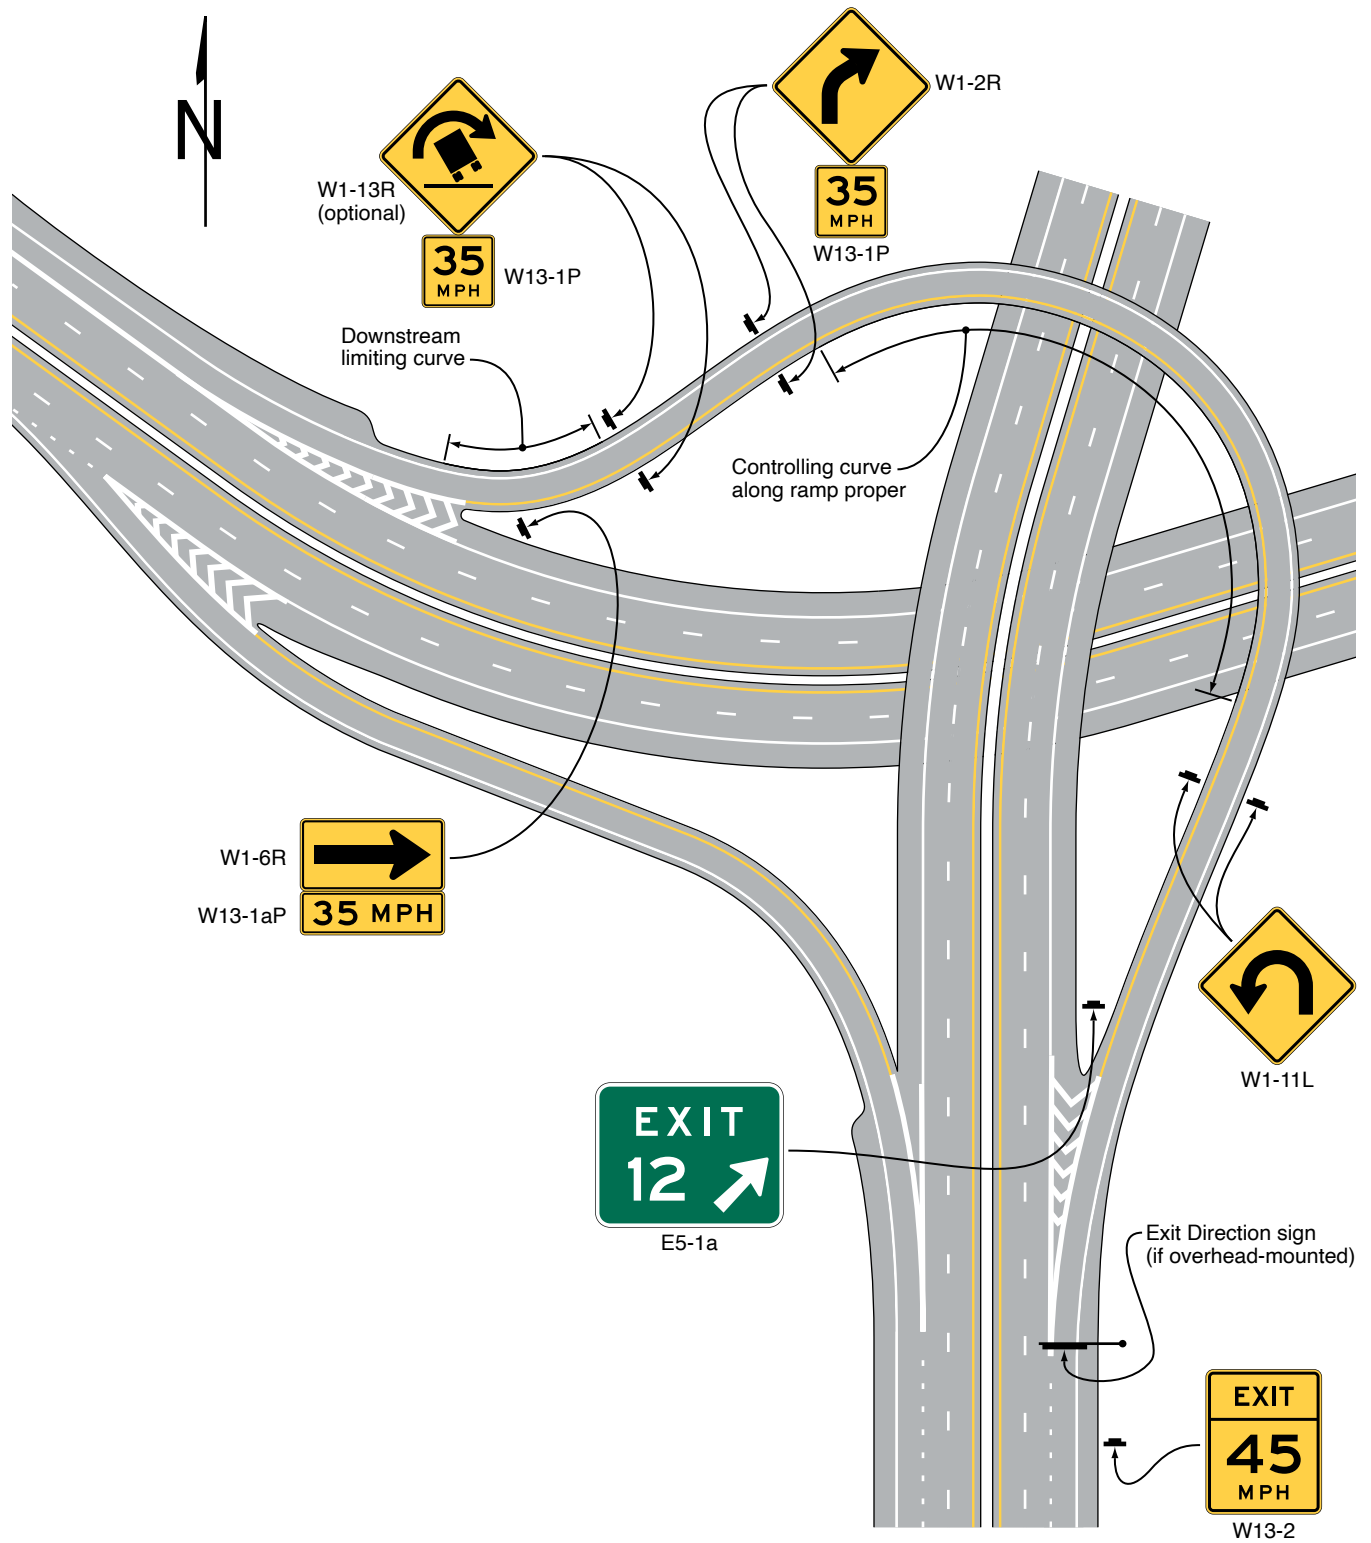 N
W1-13R
(optional)
35
MPH
W13-1P
W1-2R
35
MPH
W13-1P
Downstream
limiting curve
Controlling curve
along ramp proper
W1-6R
W13-1aP
35 MPH
W1-11L
EXIT
12
E5-1a
Exit Direction sign
(if overhead-mounted)
EXIT
45
MPH
W13-2